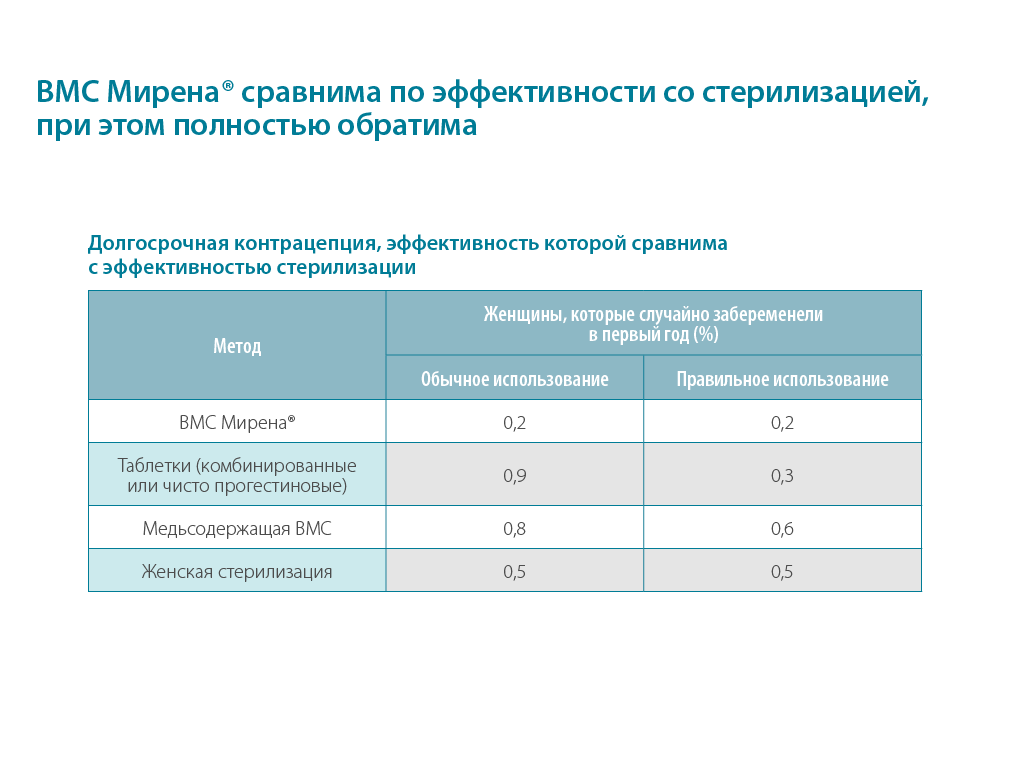 ВМС Мирена® сравнима по эффективности со стерилизацией,
при этом полностью обратима
Долгосрочная контрацепция, эффективность которой сравнима
с эффективностью стерилизации
Метод
Женщины, которые случайно забеременели
в первый год (%)
Обычное использование
Правильное использование
ВМС Мирена®
0,2
0,2
Таблетки (комбинированные
или чисто прогестиновые)
0,9
0,3
Медьсодержащая ВМС
0,8
0,6
Женская стерилизация
0,5
0,5